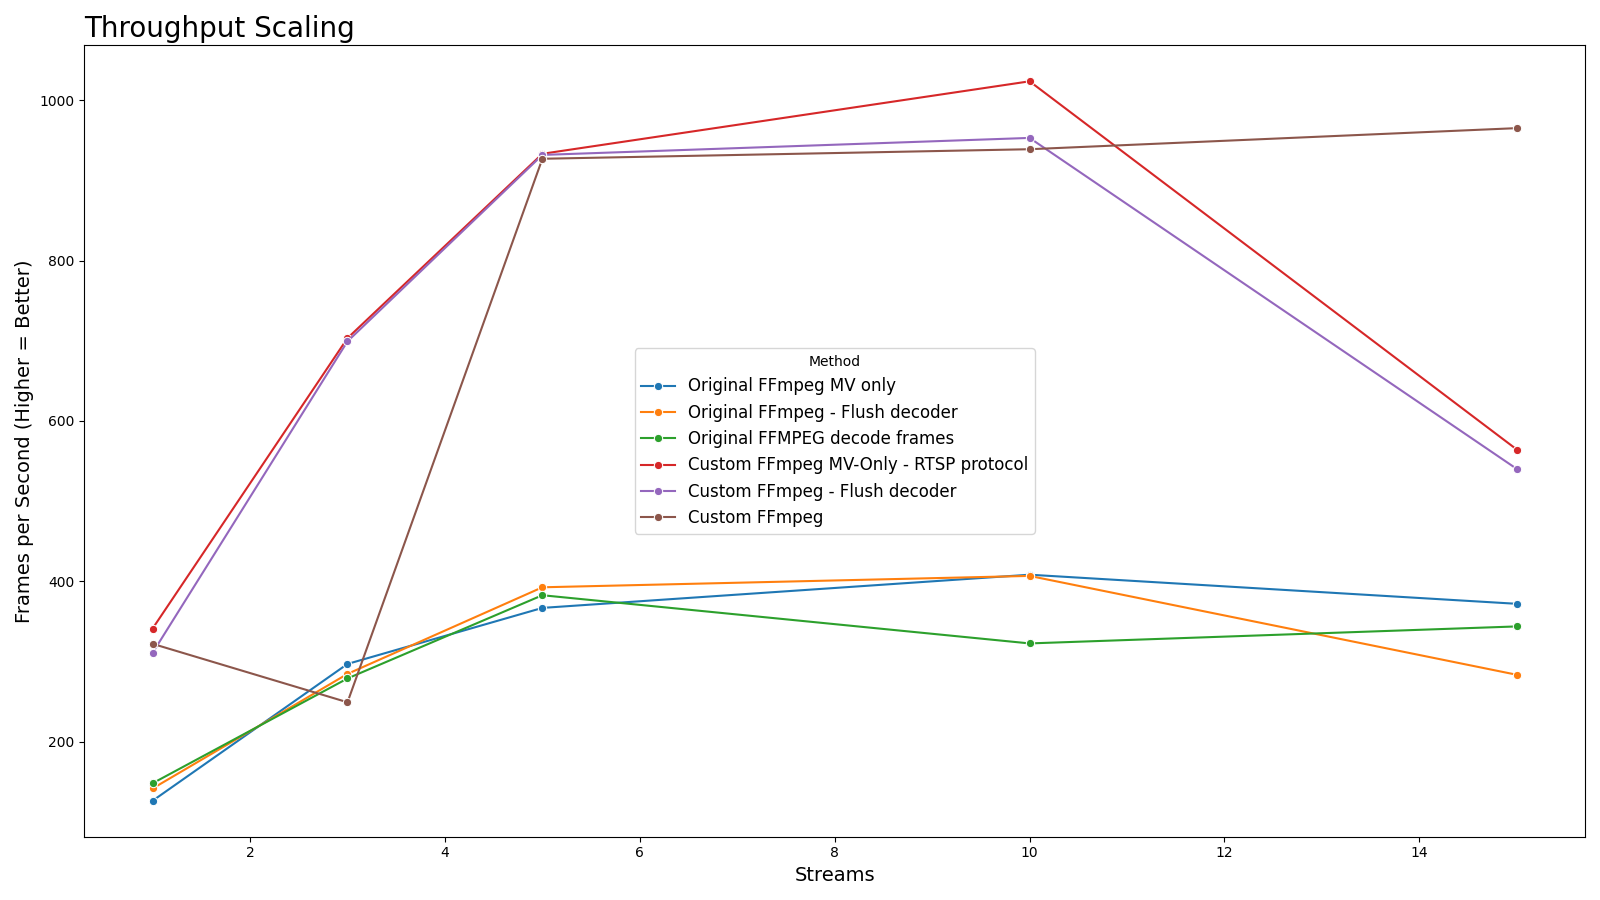 Throughput Scaling
Frames per Second (Higher = Better)
1000
800
600
400
200
Method
Original FFmpeg MV only
Original FFmpeg - Flush decoder
Original FFMPEG decode frames
Custom FFmpeg MV-Only - RTSP protocol
Custom FFmpeg - Flush decoder
Custom FFmpeg
2 4 6 8 10 12 14
Streams